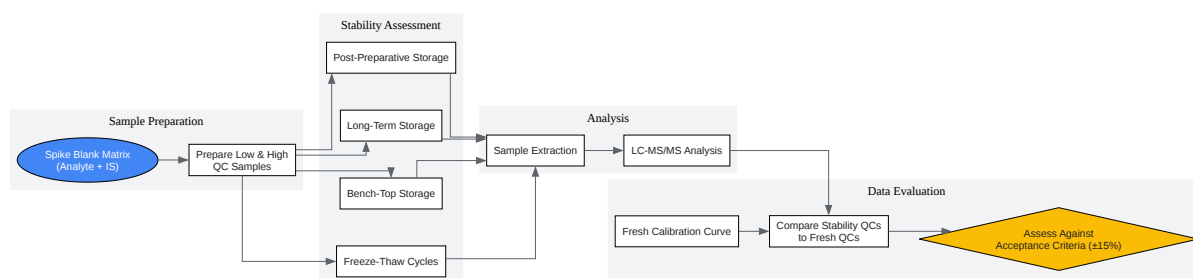 Sample Preparation
Spike Blank Matrix
(Analyte + IS)
Prepare Low & High
QC Samples
Stability Assessment
Post-Preparative Storage
Long-Term Storage
Bench-Top Storage
Freeze-Thaw Cycles
Analysis
Sample Extraction
LC-MS/MS Analysis
Data Evaluation
Fresh Calibration Curve
Compare Stability QCs
to Fresh QCs
Assess Against
Acceptance Criteria (±15%)